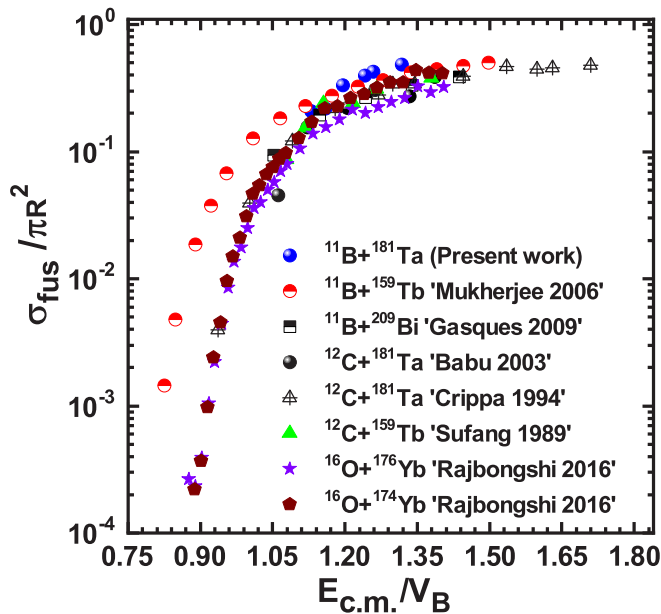 10⁰
10⁻¹
10⁻²
10⁻³
10⁻⁴
σ_fus /πR²
¹¹B+¹⁸¹Ta (Present work)
¹¹B+¹⁵⁹Tb 'Mukherjee 2006'
¹¹B+²⁰⁹Bi 'Gasques 2009'
¹²C+¹⁸¹Ta 'Babu 2003'
¹²C+¹⁸¹Ta 'Crippa 1994'
¹²C+¹⁵⁹Tb 'Sufang 1989'
¹⁶O+¹⁷⁶Yb 'Rajbongshi 2016'
¹⁶O+¹⁷⁴Yb 'Rajbongshi 2016'
0.75 0.90 1.05 1.20 1.35 1.50 1.65 1.80
E_c.m./V_B